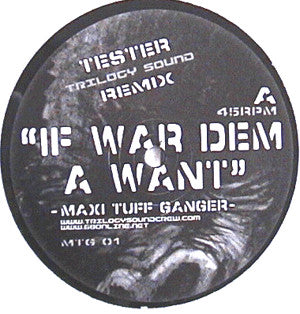 TESTER
TRILOGY SOUND
REMIX
A
45RPM
"IF WAR DEM
A WANT"
-MAXI TUFF GANGER-
WWW.TRILOGYSOUNDCREW.COM
WWW.68ONLINE.NET
MTG 01